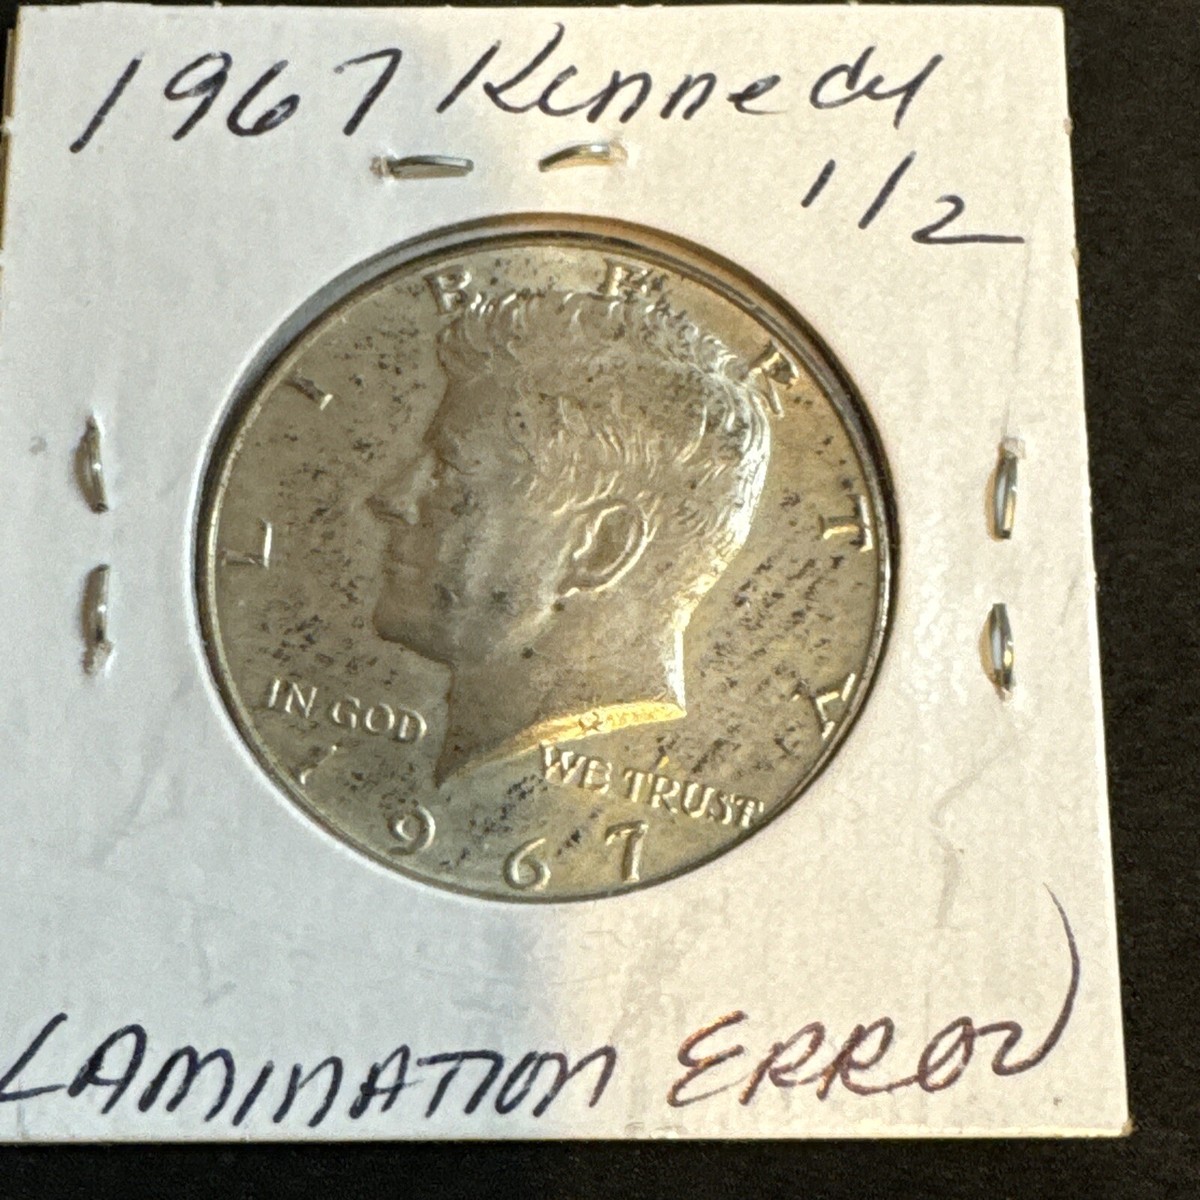 1967 Kennedy
1/2
LIBERTY
IN GOD WE TRUST
1967
LAMINATION ERROR